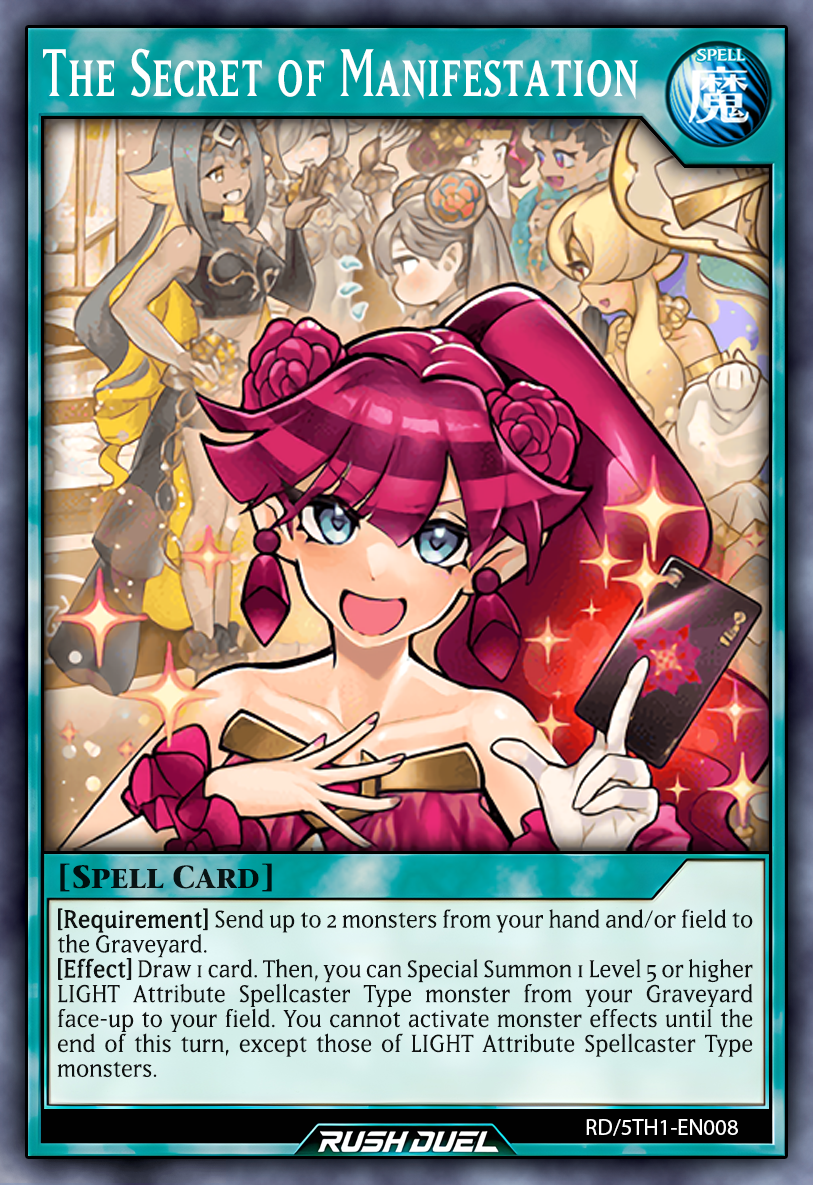 The Secret of Manifestation
SPELL
魔
[Spell Card]
[Requirement] Send up to 2 monsters from your hand and/or field to
the Graveyard.
[Effect] Draw 1 card. Then, you can Special Summon 1 Level 5 or higher
LIGHT Attribute Spellcaster Type monster from your Graveyard
face-up to your field. You cannot activate monster effects until the
end of this turn, except those of LIGHT Attribute Spellcaster Type
monsters.
RUSH DUEL
RD/5TH1-EN008